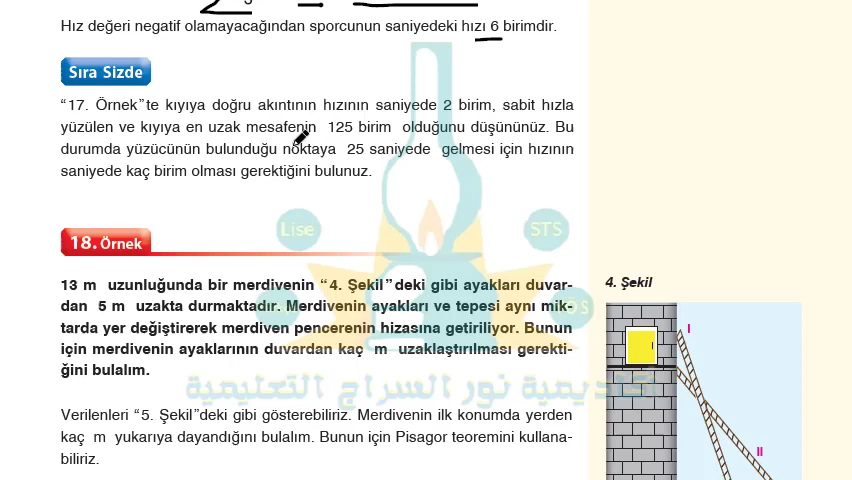 Hız değeri negatif olamayacağından sporcunun saniyedeki hızı 6 birimdir.
Sıra Sizde
“17. Örnek”te kıyıya doğru akıntının hızının saniyede 2 birim, sabit hızla
yüzülen ve kıyıya en uzak mesafenin 125 birim olduğunu düşününüz. Bu
durumda yüzücünün bulunduğu noktaya 25 saniyede gelmesi için hızının
saniyede kaç birim olması gerektiğini bulunuz.
Lise
STS
18. Örnek
13 m uzunluğunda bir merdivenin “4. Şekil”deki gibi ayakları duvar-
dan 5 m uzakta durmaktadır. Merdivenin ayakları ve tepesi aynı mik-
tarda yer değiştirerek merdiven pencerenin hizasına getiriliyor. Bunun
için merdivenin ayaklarının duvardan kaç m uzaklaştırılması gerekti-
ğini bulalım.
4. Şekil
I
II
أكاديمية نور السراج التعليمية
Verilenleri “5. Şekil”deki gibi gösterebiliriz. Merdivenin ilk konumda yerden
kaç m yukarıya dayandığını bulalım. Bunun için Pisagor teoremini kullana-
biliriz.